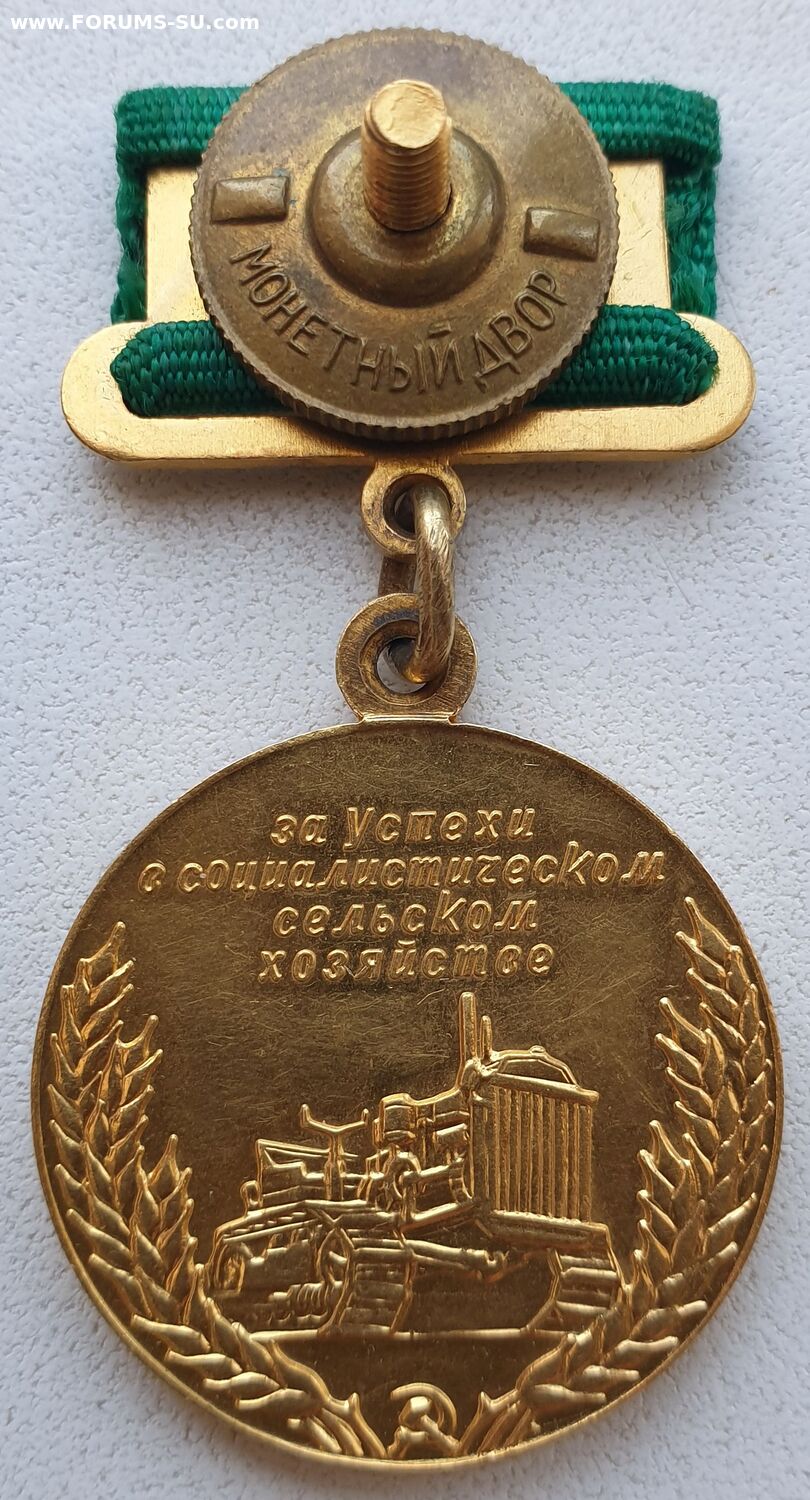 www.FORUMS-SU.com
МОНЕТНЫЙ ДВОР
за успехи
в социалистическом
сельском
хозяйстве